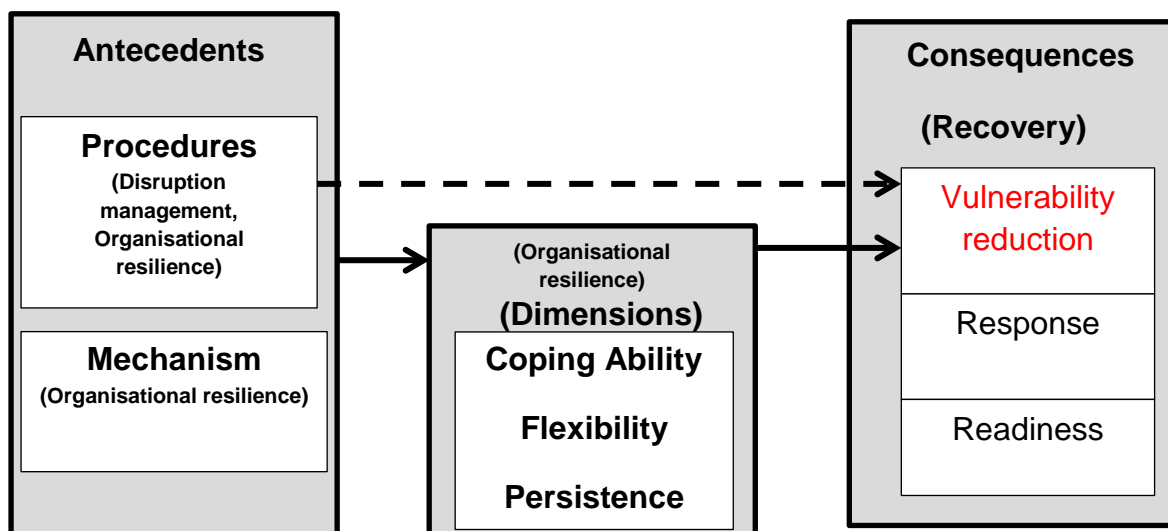 Antecedents
Procedures
(Disruption
management,
Organisational
resilience)
Mechanism
(Organisational resilience)
(Organisational
resilience)
(Dimensions)
Coping Ability
Flexibility
Persistence
Consequences
(Recovery)
Vulnerability
reduction
Response
Readiness